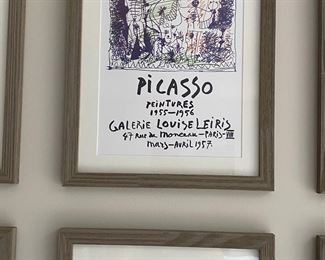 PiCASSO
PEINTURES
1955-1956
GALERiE LOUiSE LEiRiS
47 RUE de MONCEAU-PARiS-VIII
MARS-AVRiL 1957.